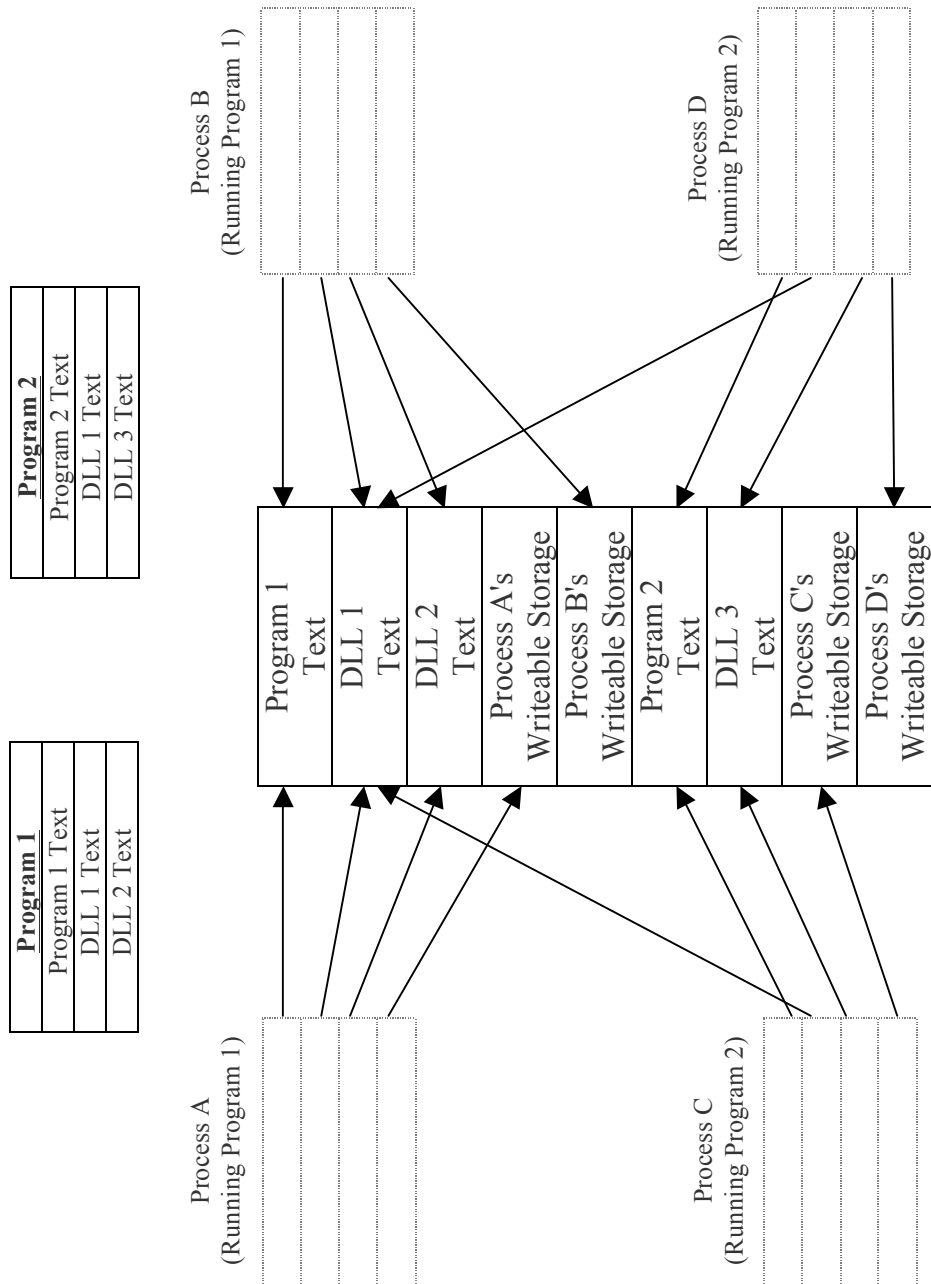 Program 1
Program 1 Text
DLL 1 Text
DLL 2 Text
Program 2
Program 2 Text
DLL 1 Text
DLL 3 Text
Process A
(Running Program 1)
Process B
(Running Program 1)
Program 1
Text
DLL 1
Text
DLL 2
Text
Process A's
Writeable Storage
Process B's
Writeable Storage
Program 2
Text
DLL 3
Text
Process C's
Writeable Storage
Process D's
Writeable Storage
Process C
(Running Program 2)
Process D
(Running Program 2)